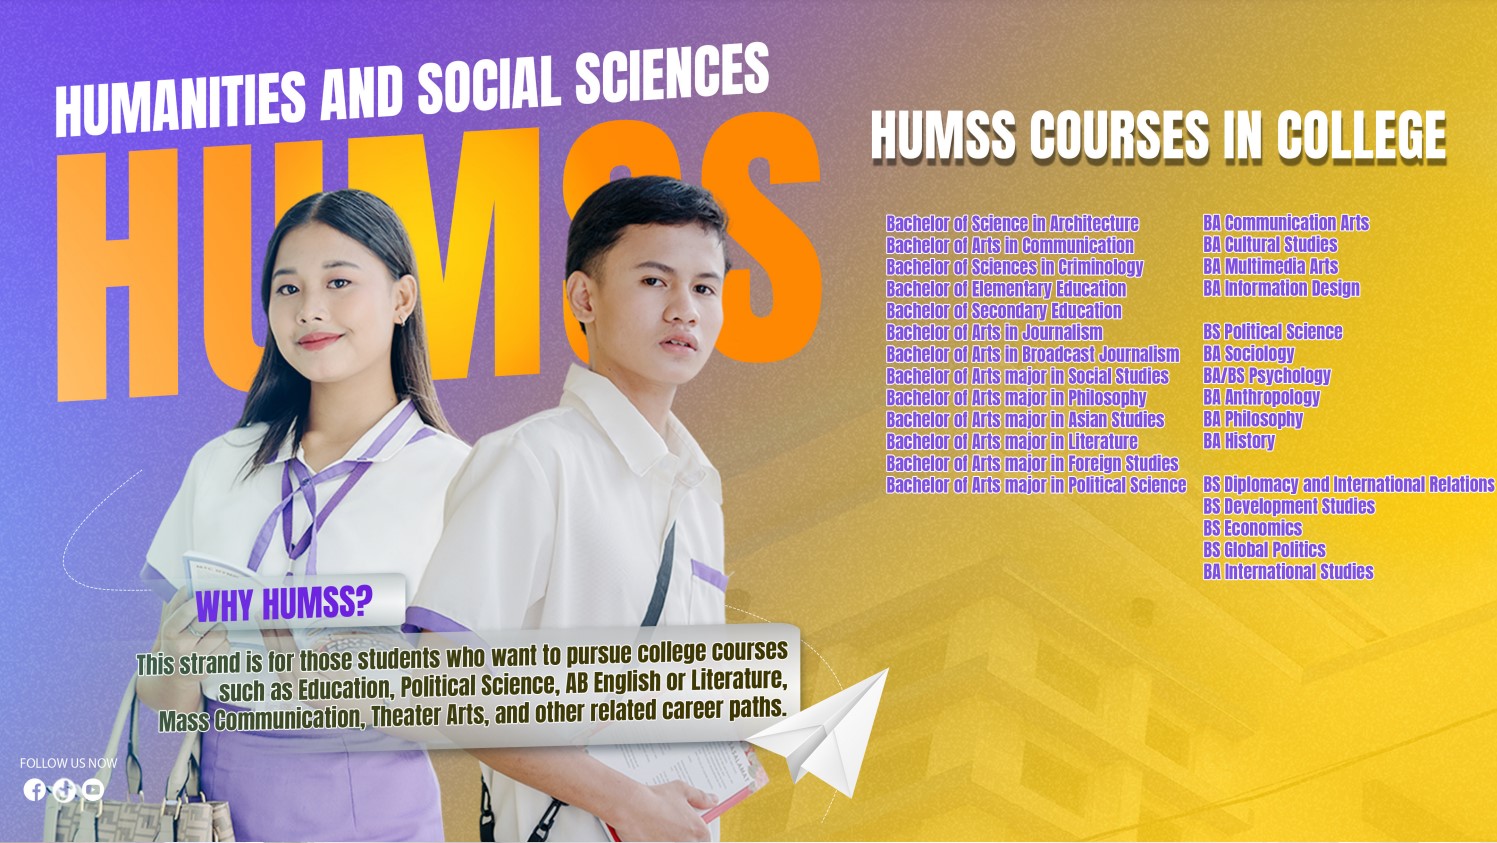 HUMANITIES AND SOCIAL SCIENCES
HUMSS
WHY HUMSS?
This strand is for those students who want to pursue college courses
such as Education, Political Science, AB English or Literature,
Mass Communication, Theater Arts, and other related career paths.
FOLLOW US NOW
HUMSS COURSES IN COLLEGE
Bachelor of Science in Architecture
Bachelor of Arts in Communication
Bachelor of Sciences in Criminology
Bachelor of Elementary Education
Bachelor of Secondary Education
Bachelor of Arts in Journalism
Bachelor of Arts in Broadcast Journalism
Bachelor of Arts major in Social Studies
Bachelor of Arts major in Philosophy
Bachelor of Arts major in Asian Studies
Bachelor of Arts major in Literature
Bachelor of Arts major in Foreign Studies
Bachelor of Arts major in Political Science
BA Communication Arts
BA Cultural Studies
BA Multimedia Arts
BA Information Design
BS Political Science
BA Sociology
BA/BS Psychology
BA Anthropology
BA Philosophy
BA History
BS Diplomacy and International Relations
BS Development Studies
BS Economics
BS Global Politics
BA International Studies